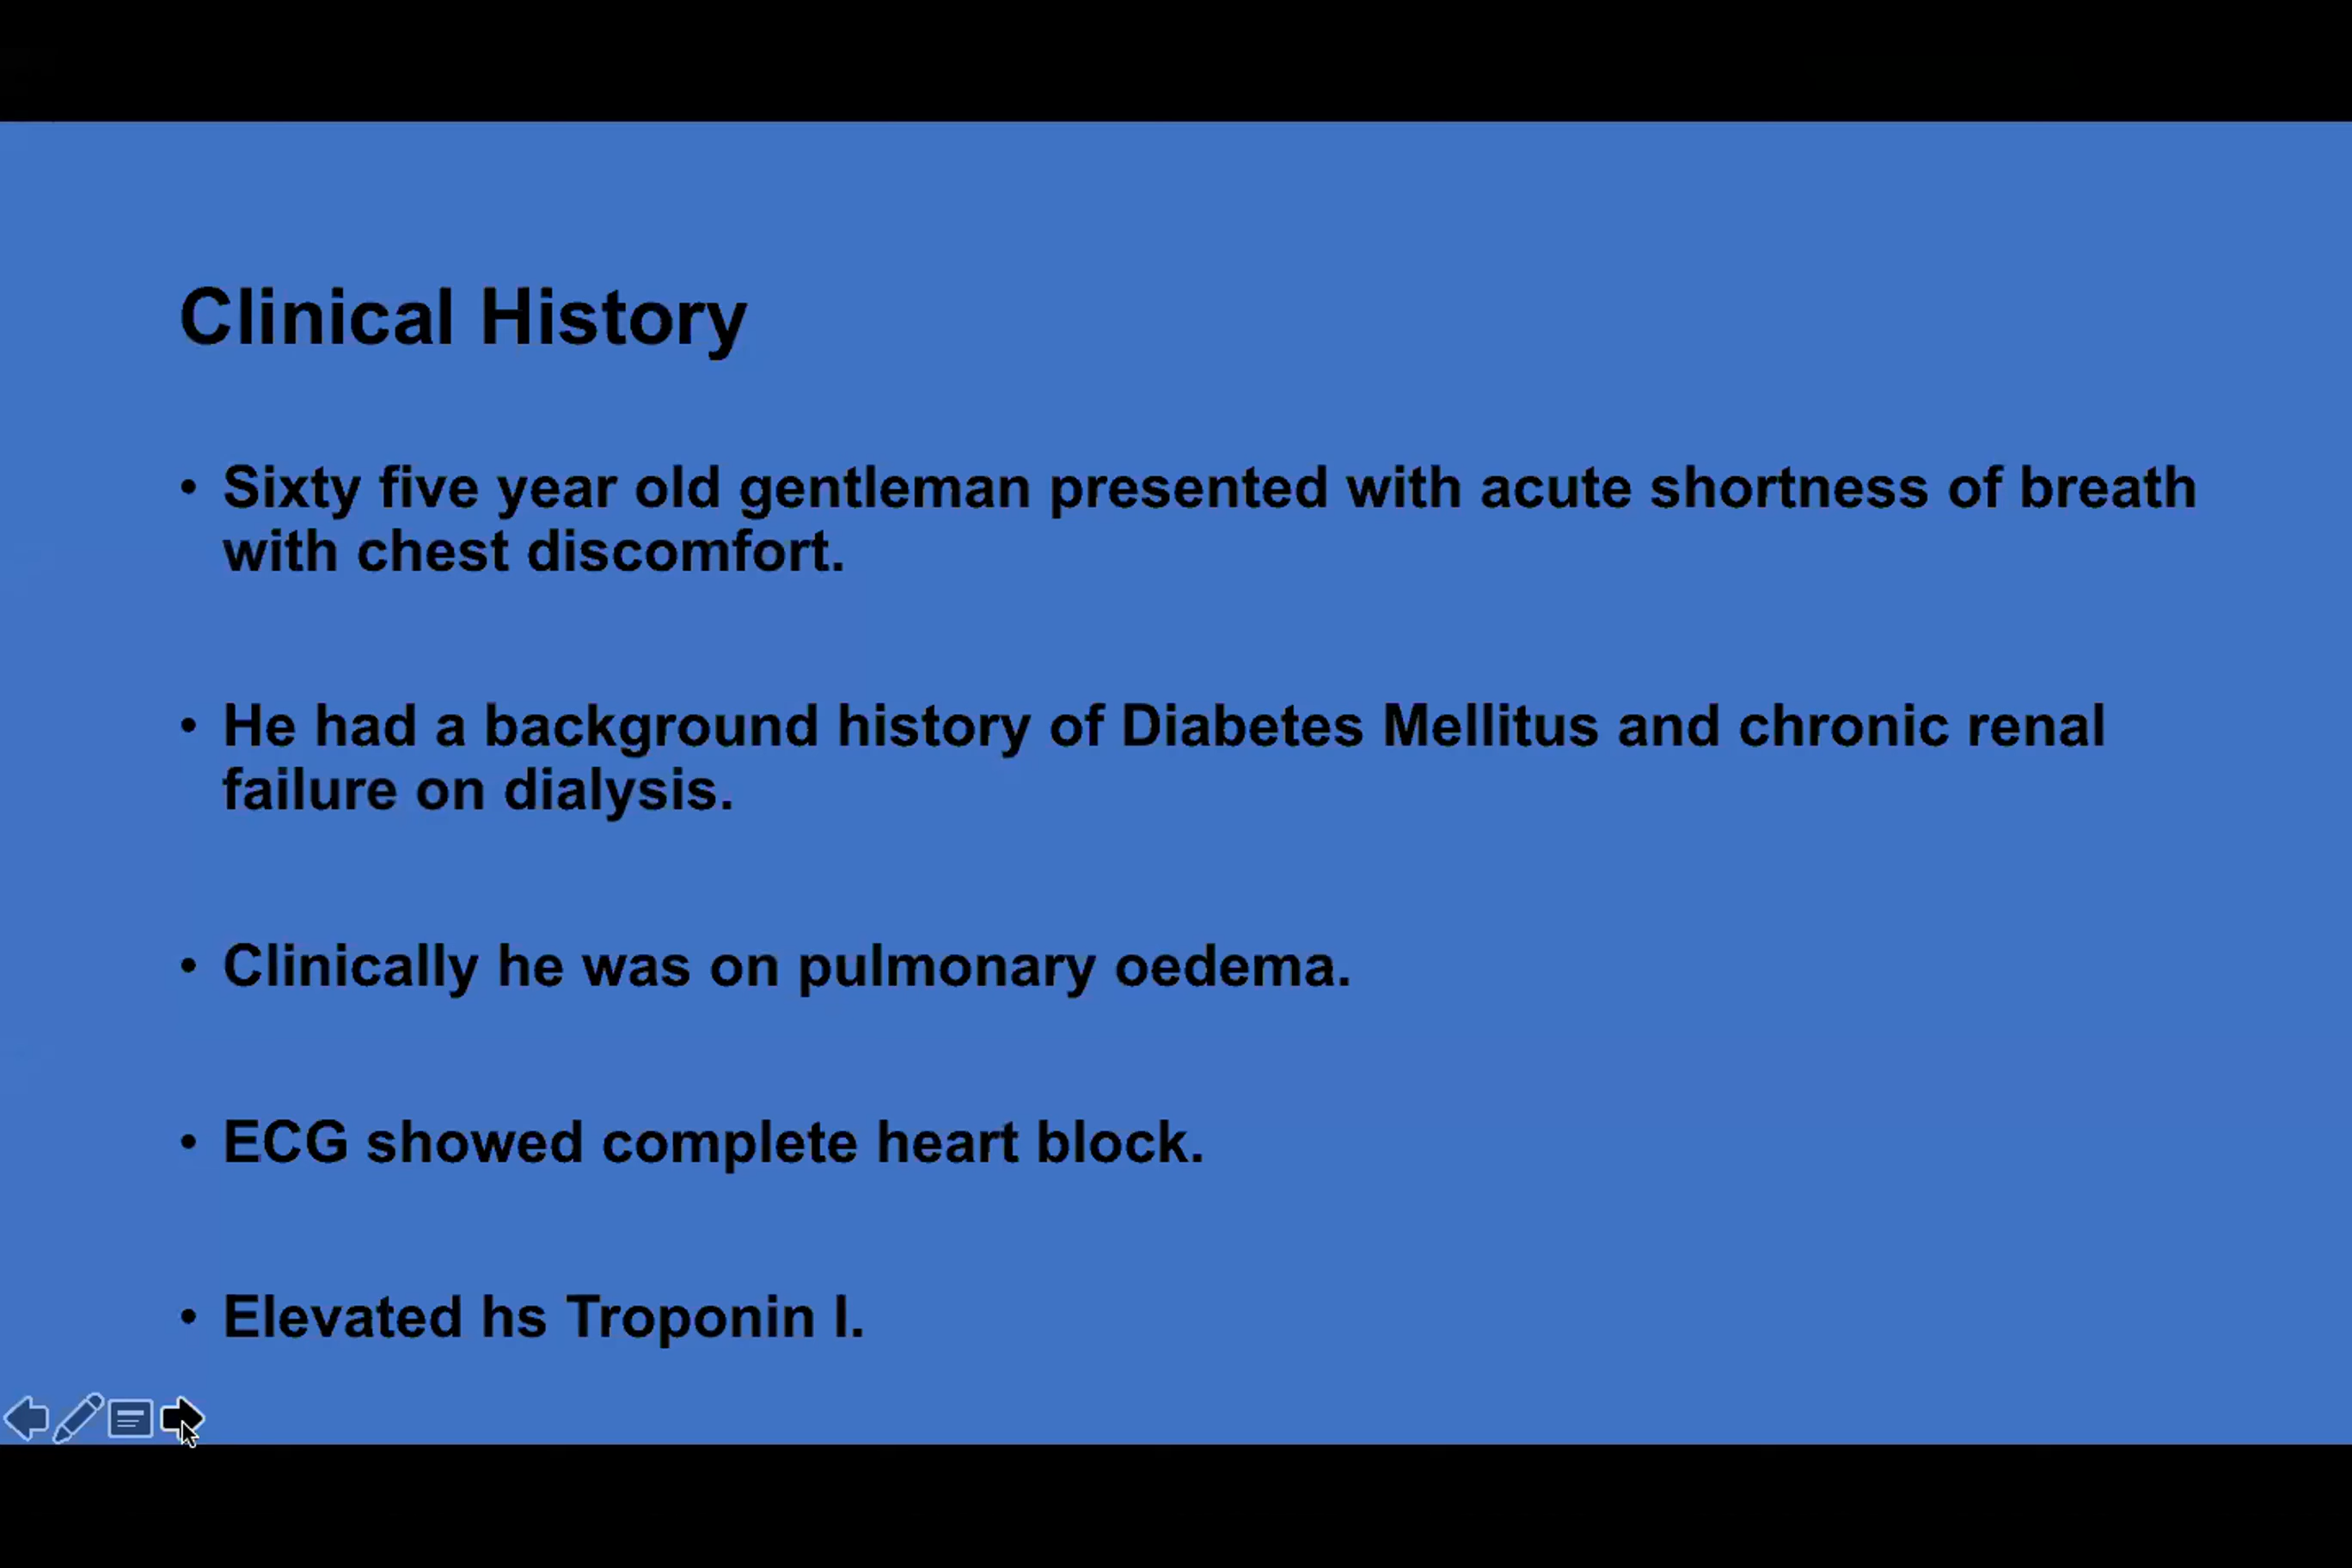 Clinical History
• Sixty five year old gentleman presented with acute shortness of breath
with chest discomfort.
• He had a background history of Diabetes Mellitus and chronic renal
failure on dialysis.
• Clinically he was on pulmonary oedema.
• ECG showed complete heart block.
• Elevated hs Troponin I.